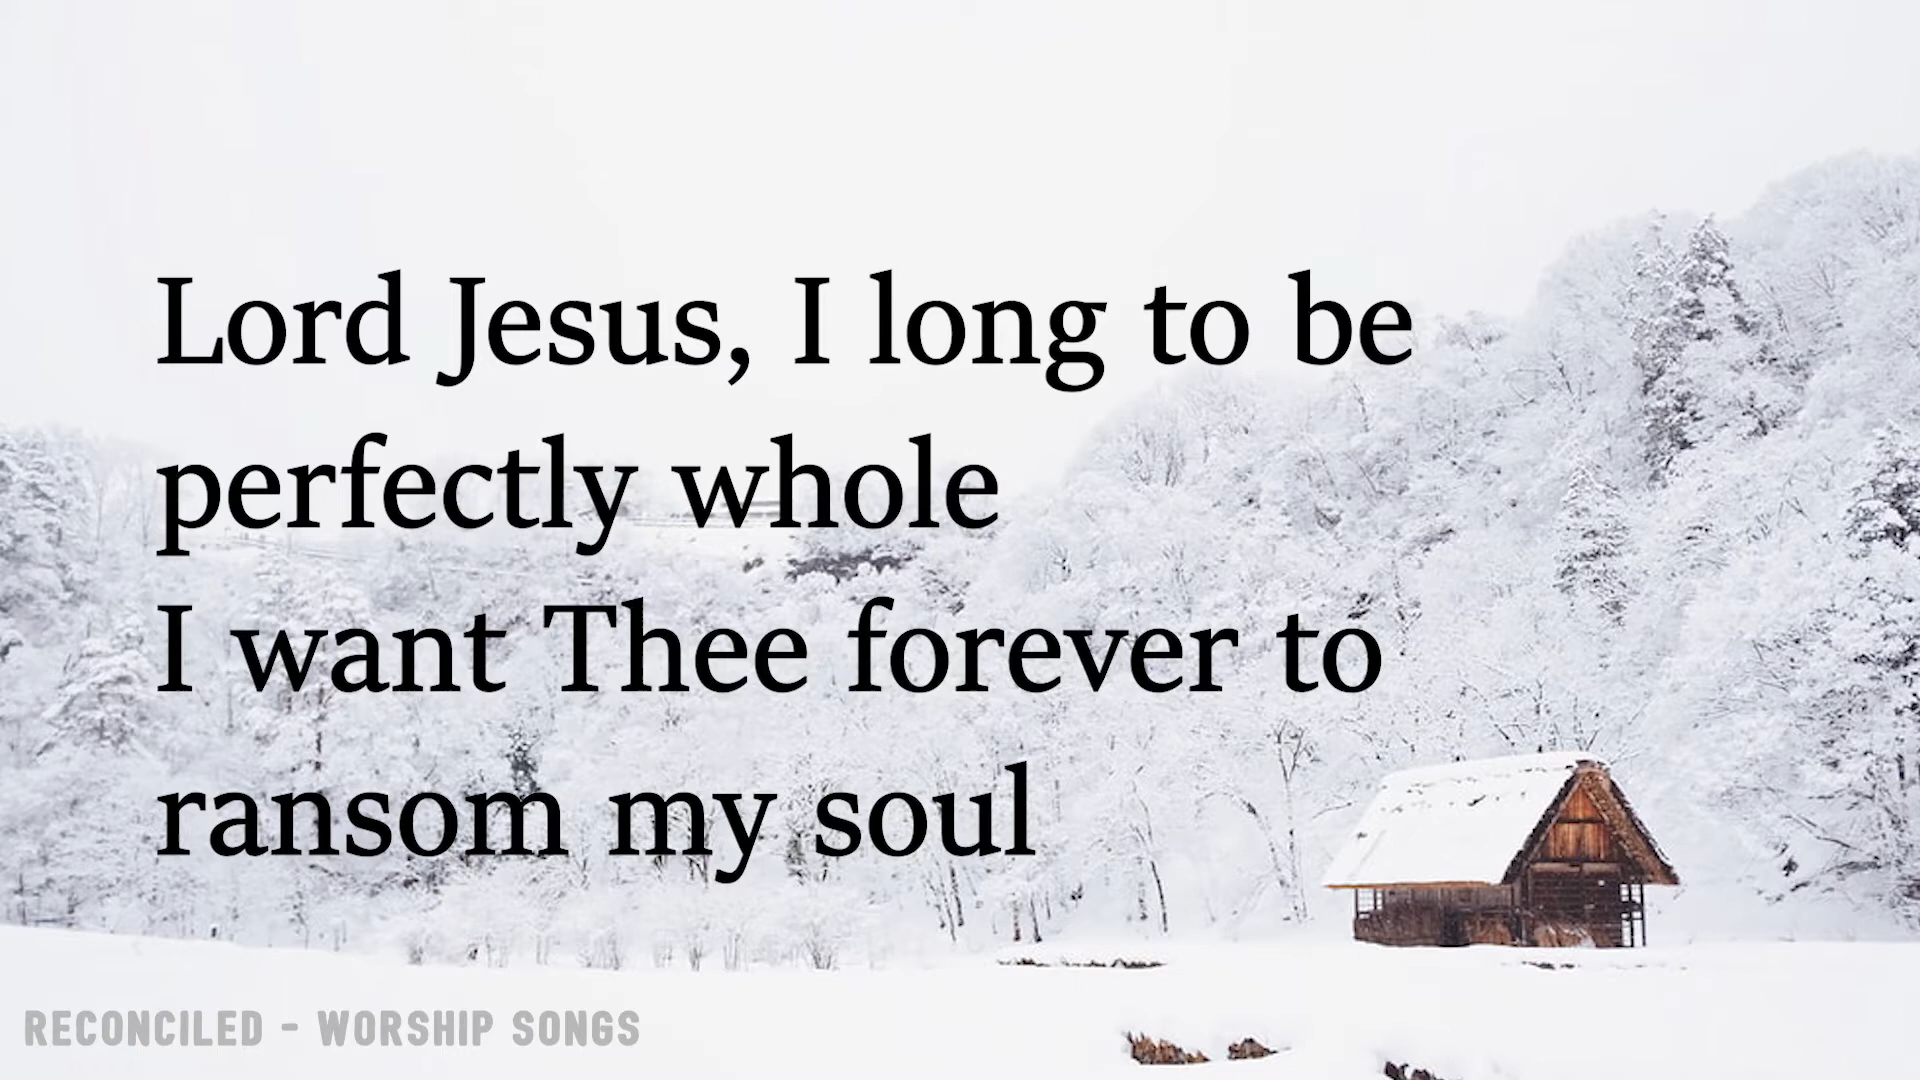 Lord Jesus, I long to be
perfectly whole
I want Thee forever to
ransom my soul
RECONCILED - WORSHIP SONGS